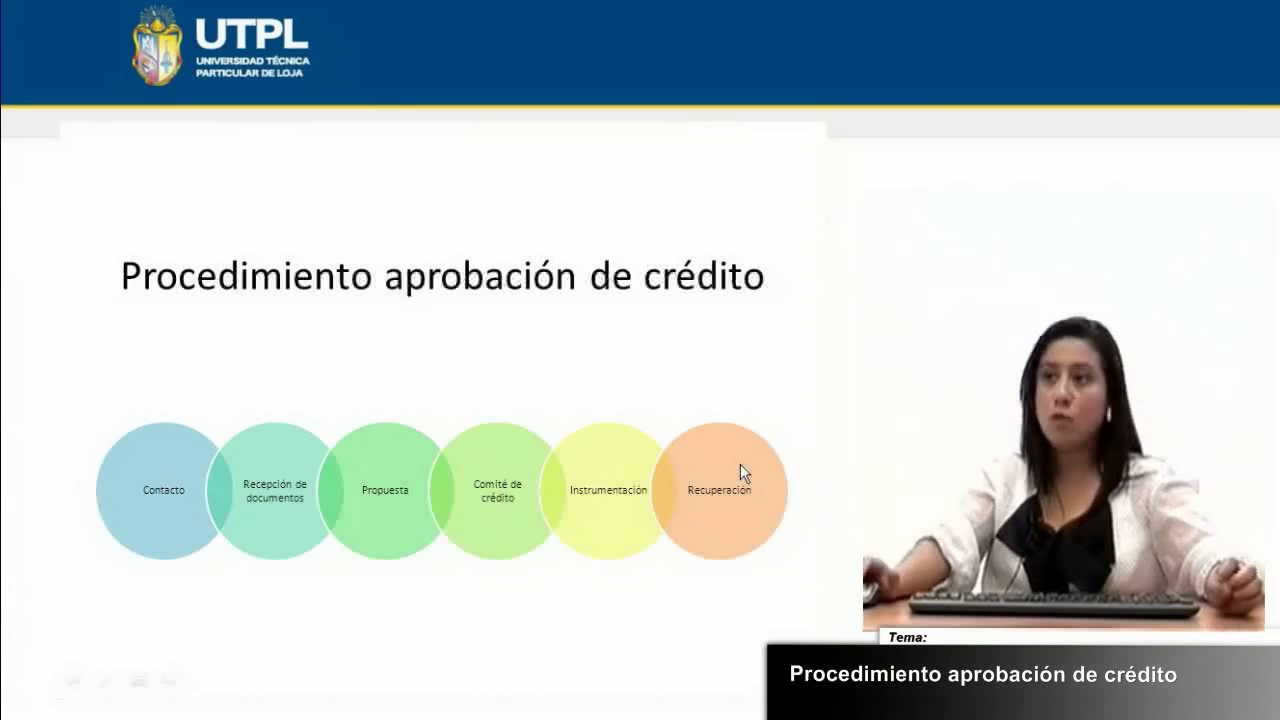 UTPL
UNIVERSIDAD TÉCNICA
PARTICULAR DE LOJA
Procedimiento aprobación de crédito
Contacto
Recepción de
documentos
Propuesta
Comité de
crédito
Instrumentación
Recuperación
Tema:
Procedimiento aprobación de crédito